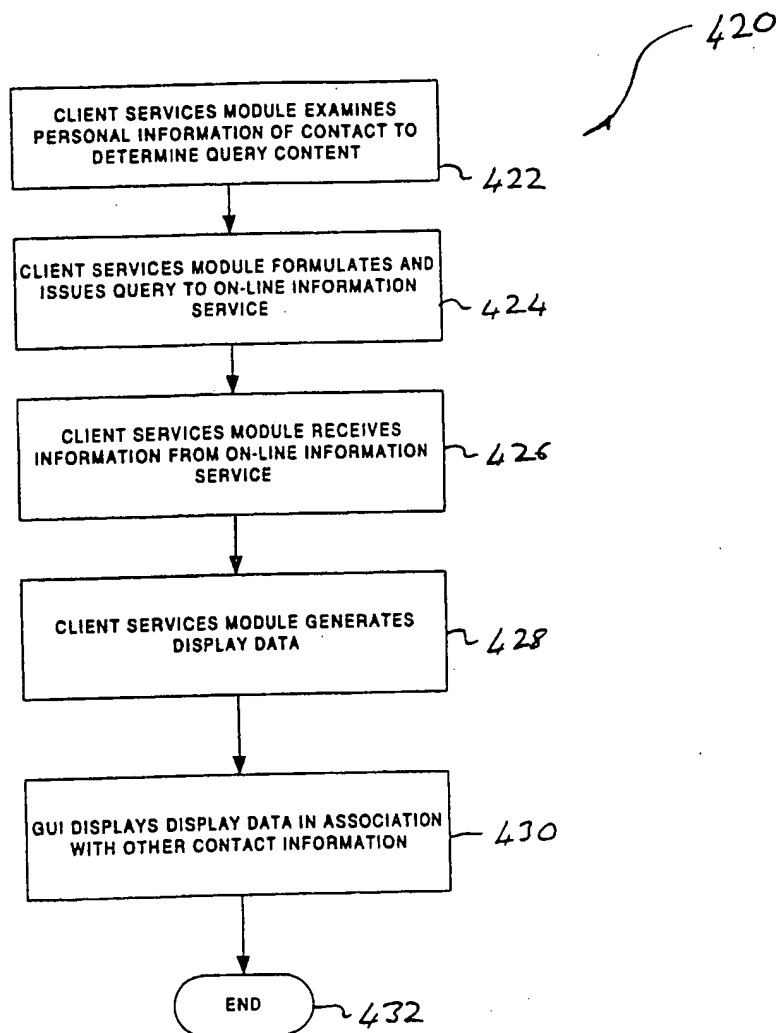 420
CLIENT SERVICES MODULE EXAMINES
PERSONAL INFORMATION OF CONTACT TO
DETERMINE QUERY CONTENT
422
CLIENT SERVICES MODULE FORMULATES AND
ISSUES QUERY TO ON-LINE INFORMATION
SERVICE
424
CLIENT SERVICES MODULE RECEIVES
INFORMATION FROM ON-LINE INFORMATION
SERVICE
426
CLIENT SERVICES MODULE GENERATES
DISPLAY DATA
428
GUI DISPLAYS DISPLAY DATA IN ASSOCIATION
WITH OTHER CONTACT INFORMATION
430
END
432